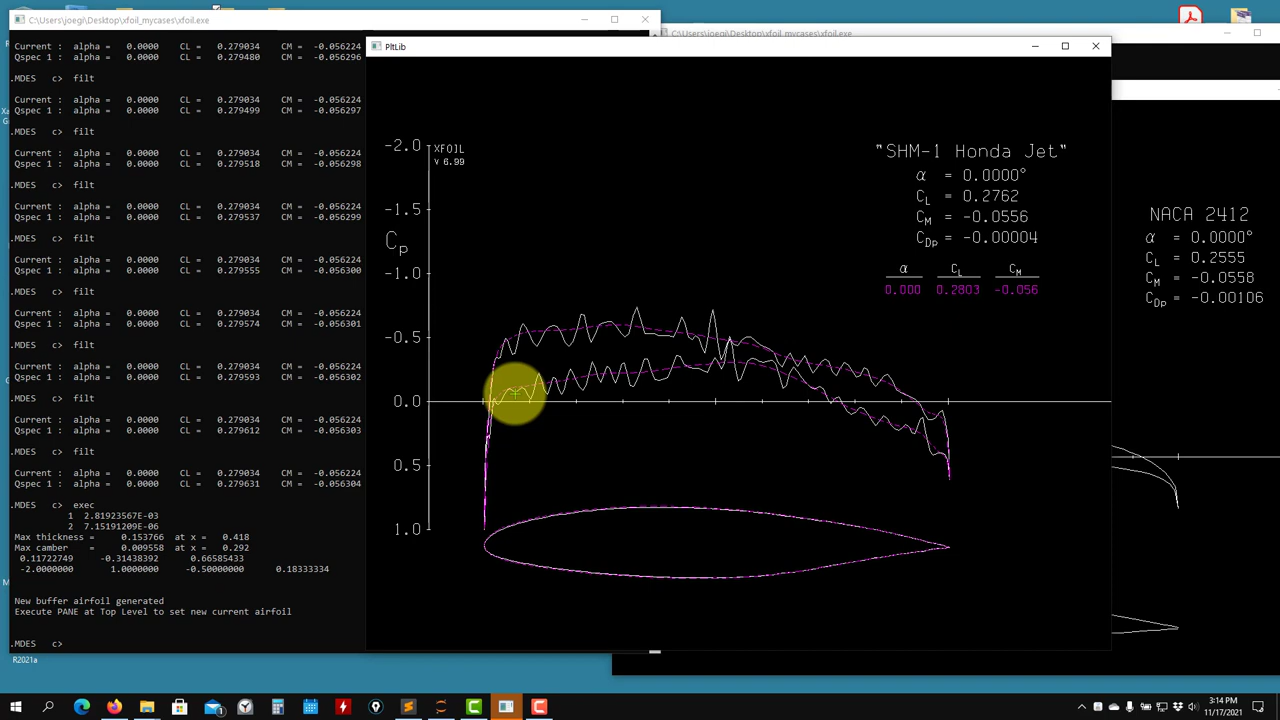 C:\Users\joegi\Desktop\xfoil_mycases\xfoil.exe
Current : alpha = 0.0000 CL = 0.279034 CM = -0.056224
Qspec 1 : alpha = 0.0000 CL = 0.279480 CM = -0.056296
.MDES c> filt
Current : alpha = 0.0000 CL = 0.279034 CM = -0.056224
Qspec 1 : alpha = 0.0000 CL = 0.279499 CM = -0.056297
.MDES c> filt
Current : alpha = 0.0000 CL = 0.279034 CM = -0.056224
Qspec 1 : alpha = 0.0000 CL = 0.279518 CM = -0.056298
.MDES c> filt
Current : alpha = 0.0000 CL = 0.279034 CM = -0.056224
Qspec 1 : alpha = 0.0000 CL = 0.279537 CM = -0.056299
.MDES c> filt
Current : alpha = 0.0000 CL = 0.279034 CM = -0.056224
Qspec 1 : alpha = 0.0000 CL = 0.279555 CM = -0.056300
.MDES c> filt
Current : alpha = 0.0000 CL = 0.279034 CM = -0.056224
Qspec 1 : alpha = 0.0000 CL = 0.279574 CM = -0.056301
.MDES c> filt
Current : alpha = 0.0000 CL = 0.279034 CM = -0.056224
Qspec 1 : alpha = 0.0000 CL = 0.279593 CM = -0.056302
.MDES c> filt
Current : alpha = 0.0000 CL = 0.279034 CM = -0.056224
Qspec 1 : alpha = 0.0000 CL = 0.279612 CM = -0.056303
.MDES c> filt
Current : alpha = 0.0000 CL = 0.279034 CM = -0.056224
Qspec 1 : alpha = 0.0000 CL = 0.279631 CM = -0.056304
.MDES c> exec
1 2.81923567E-03
2 7.15191209E-06
Max thickness = 0.153766 at x = 0.418
Max camber = 0.009558 at x = 0.292
0.11722749 -0.31438392 0.66585433
-2.0000000 1.0000000 -0.50000000 0.18333334
New buffer airfoil generated
Execute PANE at Top Level to set new current airfoil
.MDES c>
R2021a
C:\Users\joegi\Desktop\xfoil_mycases\xfoil.exe
PltLib
XFOIL
V 6.99
Cp
-2.0
-1.5
-1.0
-0.5
0.0
0.5
1.0
"SHM-1 Honda Jet"
α = 0.0000°
CL = 0.2762
CM = -0.0556
CDp = -0.00004
α CL CM
0.000 0.2803 -0.056
NACA 2412
α = 0.0000°
CL = 0.2555
CM = -0.0558
CDp = -0.00106
3:14 PM
11/17/2021